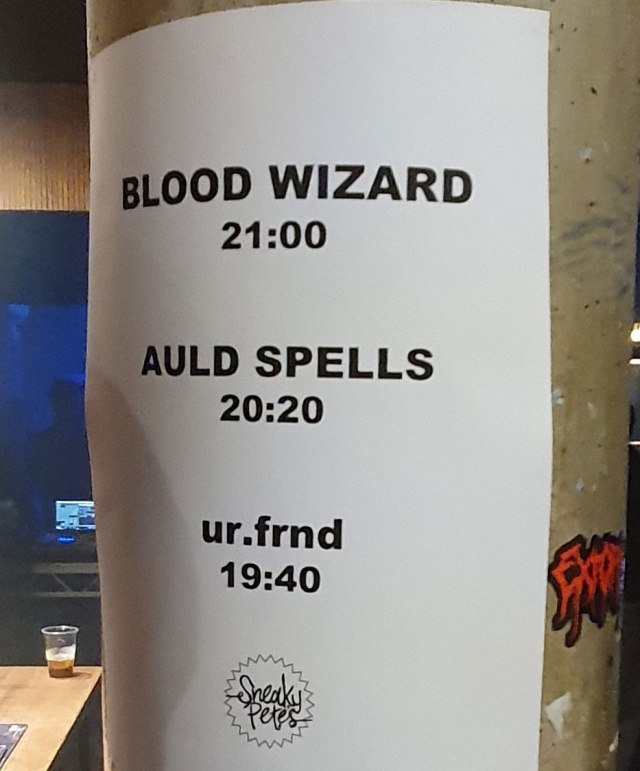 BLOOD WIZARD
21:00
AULD SPELLS
20:20
ur.frnd
19:40
Sneaky
Pete's